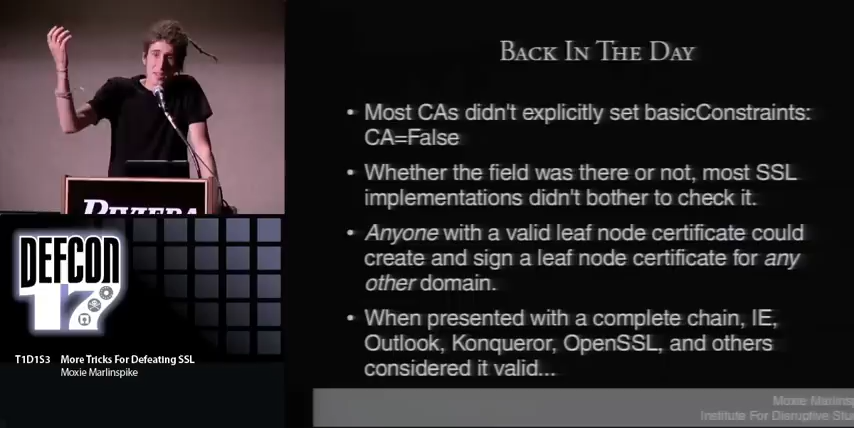 BACK IN THE DAY
• Most CAs didn't explicitly set basicConstraints:
CA=False
• Whether the field was there or not, most SSL
implementations didn't bother to check it.
• Anyone with a valid leaf node certificate could
create and sign a leaf node certificate for any
other domain.
• When presented with a complete chain, IE,
Outlook, Konqueror, OpenSSL, and others
considered it valid...
RIVIERA
DEFCON
17
T1D1S3 More Tricks For Defeating SSL
Moxie Marlinspike
Moxie Marlinsp
Institute For Disruptive Stu